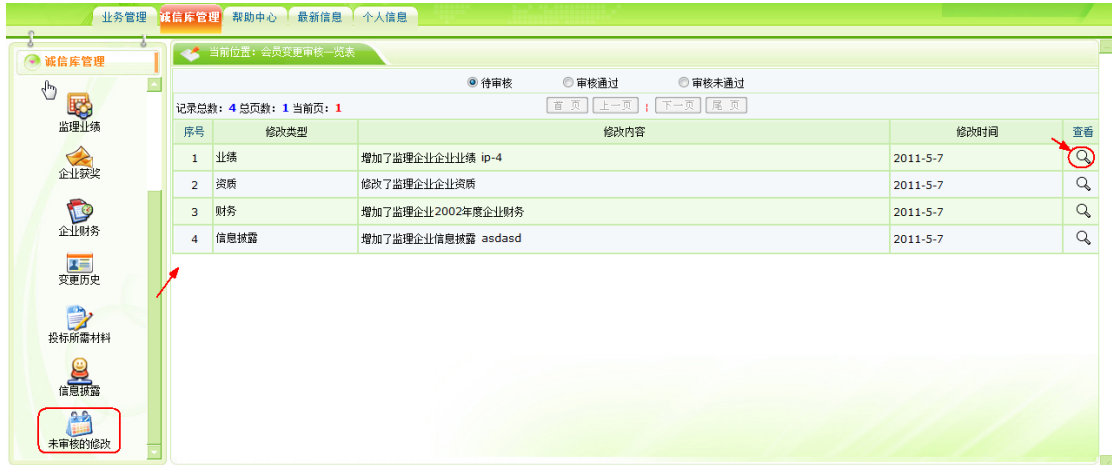 业务管理 诚信库管理 帮助中心 最新信息 个人信息
诚信库管理
当前位置：会员变更审核一览表
待审核 审核通过 审核未通过
记录总数：4 总页数：1 当前页：1
首 页 上一页 1 下一页 尾 页
序号 修改类型 修改内容 修改时间 查看
1 业绩 增加了监理企业企业业绩 ip-4 2011-5-7
2 资质 修改了监理企业企业资质 2011-5-7
3 财务 增加了监理企业2002年度企业财务 2011-5-7
4 信息披露 增加了监理企业信息披露 asdasd 2011-5-7
监理业绩
企业获奖
企业财务
变更历史
投标所需材料
信息披露
未审核的修改